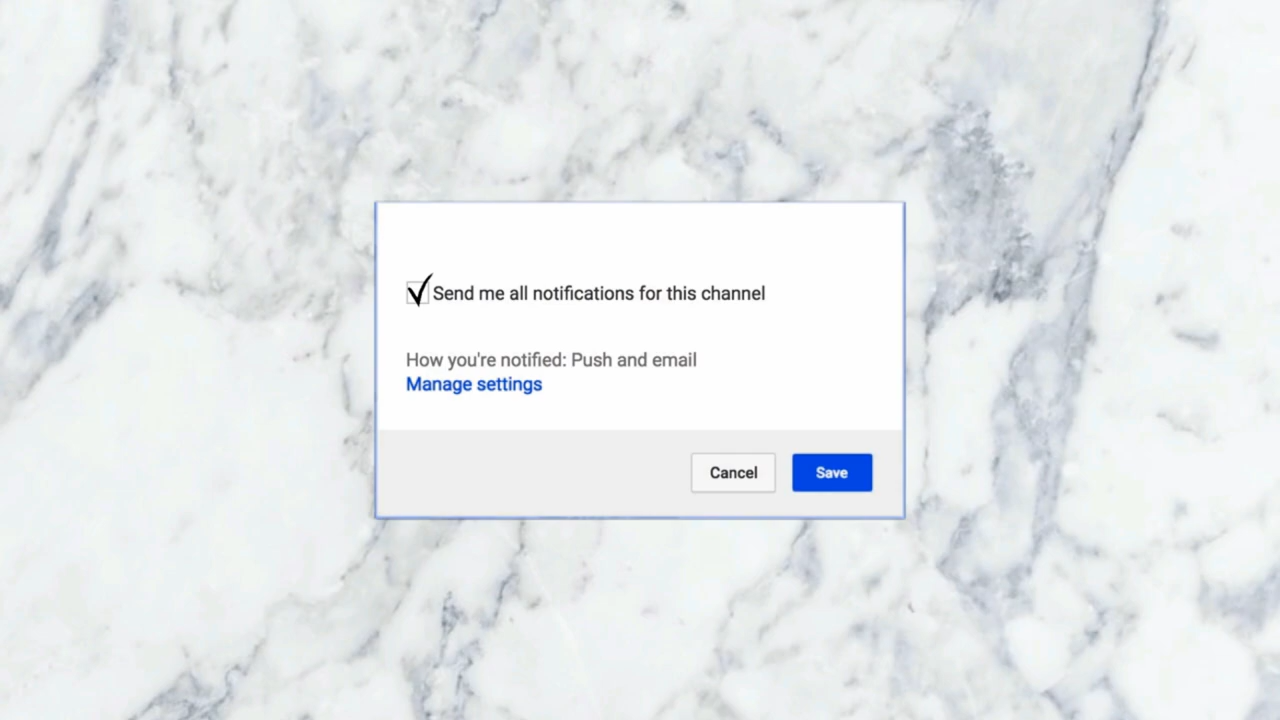 Send me all notifications for this channel
How you're notified: Push and email
Manage settings
Cancel Save